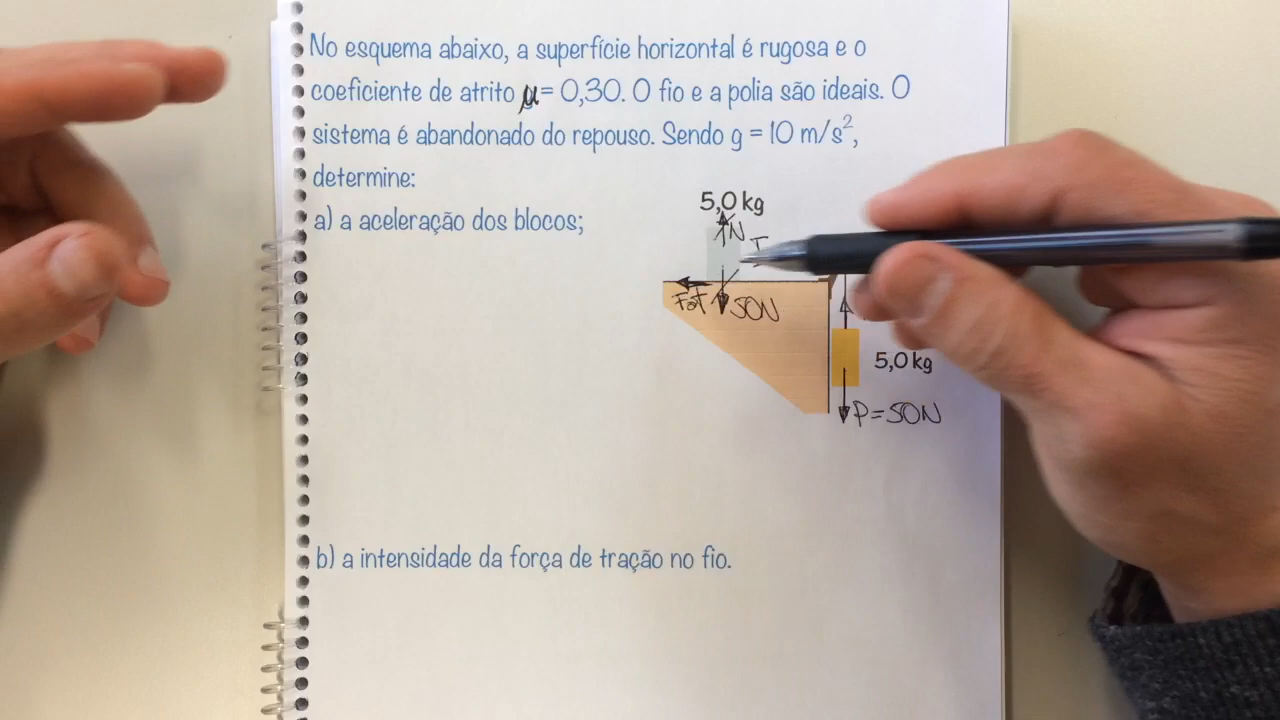 No esquema abaixo, a superfície horizontal é rugosa e o
coeficiente de atrito μ = 0,30. O fio e a polia são ideais. O
sistema é abandonado do repouso. Sendo g = 10 m/s²,
determine:
a) a aceleração dos blocos;
5,0 kg
N
T
Fat
50N
5,0 kg
P=50N
b) a intensidade da força de tração no fio.